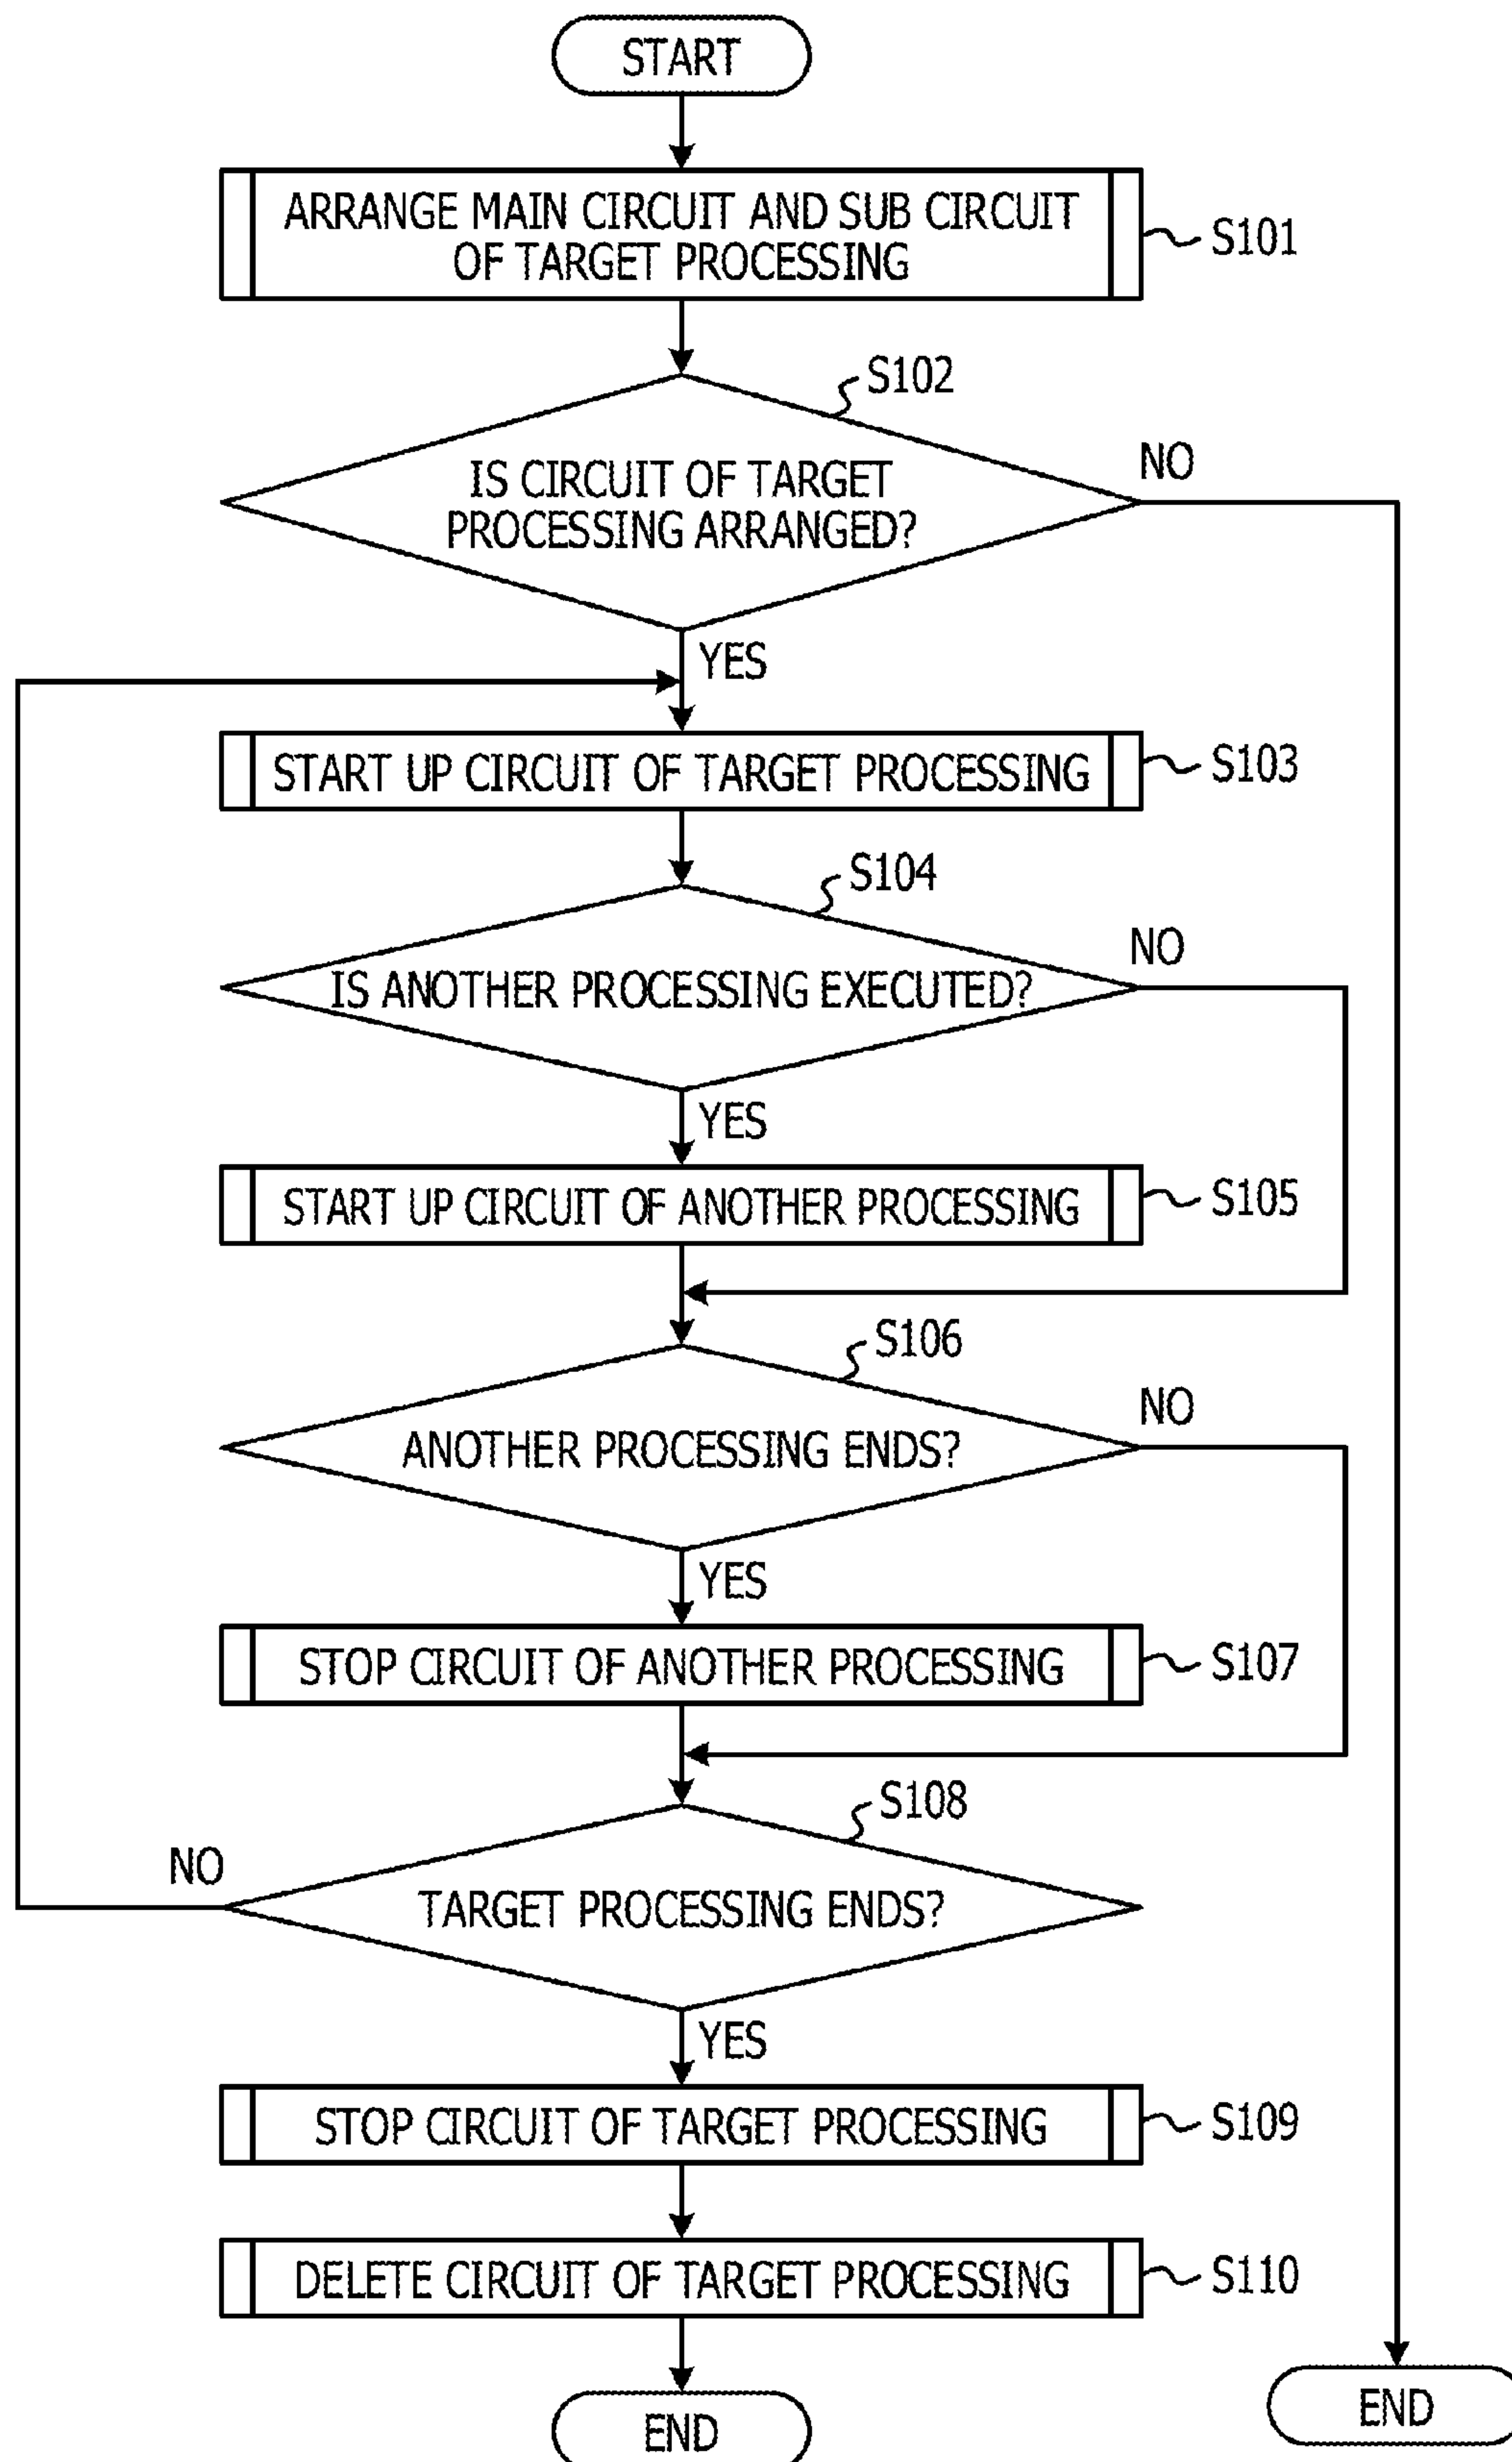 START
ARRANGE MAIN CIRCUIT AND SUB CIRCUIT
OF TARGET PROCESSING
S101
S102
IS CIRCUIT OF TARGET
PROCESSING ARRANGED?
NO
YES
START UP CIRCUIT OF TARGET PROCESSING
S103
S104
IS ANOTHER PROCESSING EXECUTED?
NO
YES
START UP CIRCUIT OF ANOTHER PROCESSING
S105
S106
ANOTHER PROCESSING ENDS?
NO
YES
STOP CIRCUIT OF ANOTHER PROCESSING
S107
S108
NO
TARGET PROCESSING ENDS?
YES
STOP CIRCUIT OF TARGET PROCESSING
S109
DELETE CIRCUIT OF TARGET PROCESSING
S110
END
END